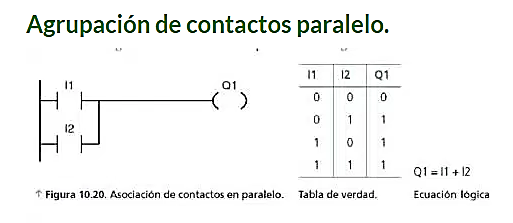 Agrupación de contactos paralelo.
I1
Q1
I2
I1 I2 Q1
0 0 0
0 1 1
1 0 1
1 1 1
Q1 = I1 + I2
↑ Figura 10.20. Asociación de contactos en paralelo. Tabla de verdad. Ecuación lógica